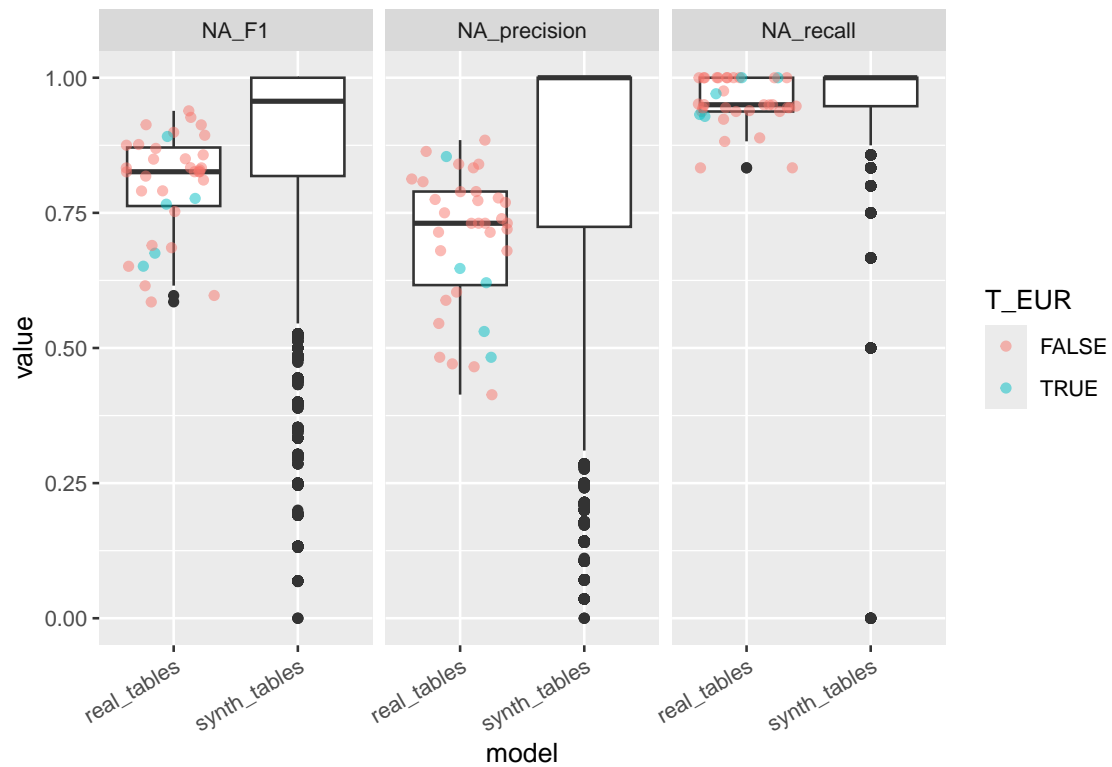 NA_F1
NA_precision
NA_recall
value
1.00
0.75
0.50
0.25
0.00
real_tables
synth_tables
real_tables
synth_tables
real_tables
synth_tables
model
T_EUR
FALSE
TRUE